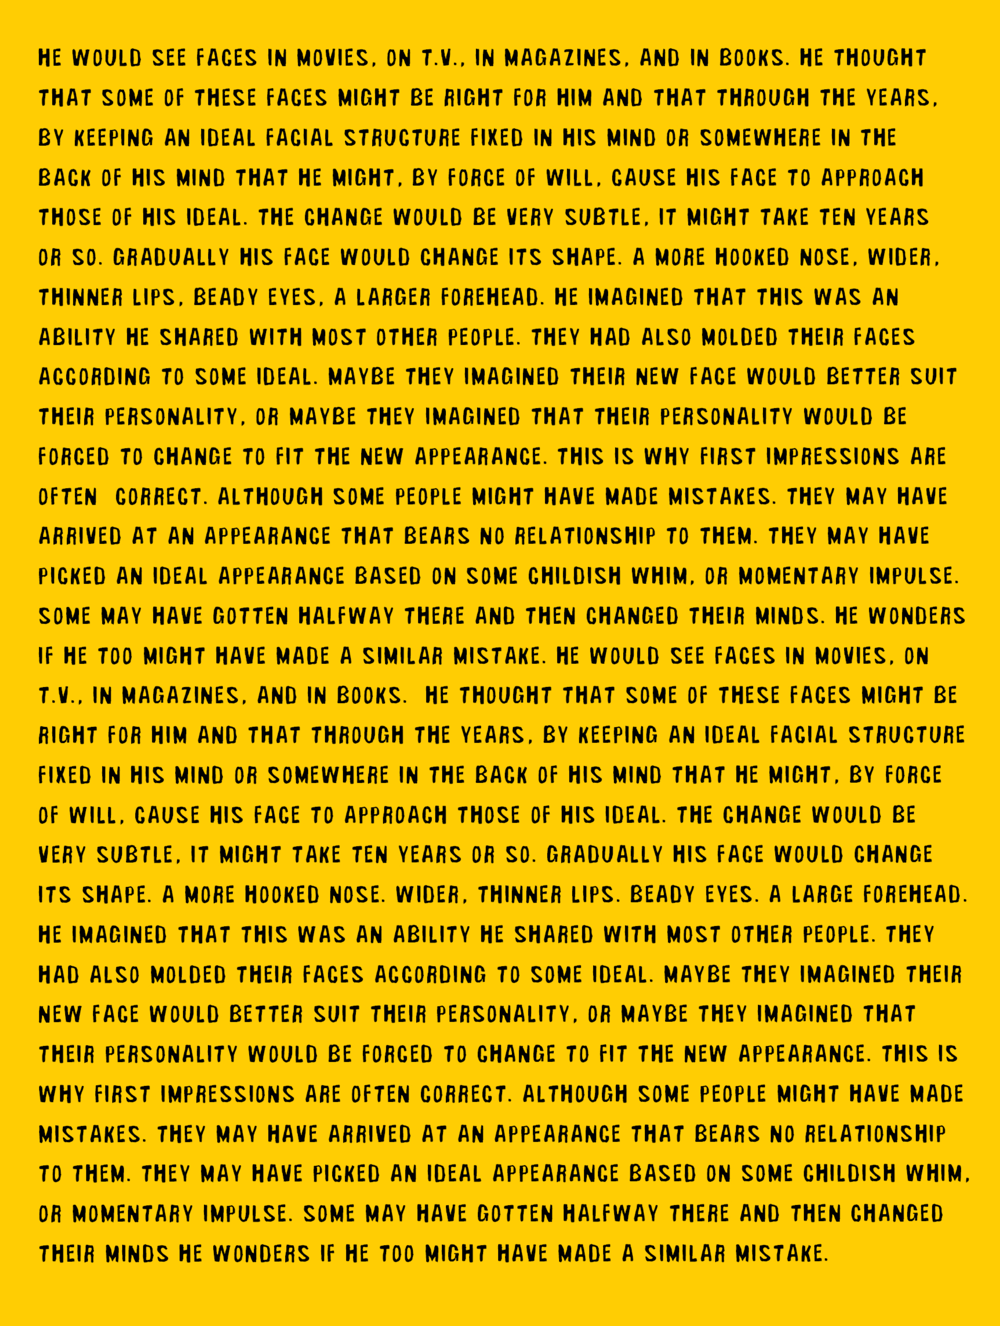 HE WOULD SEE FACES IN MOVIES, ON T.V., IN MAGAZINES, AND IN BOOKS. HE THOUGHT
THAT SOME OF THESE FACES MIGHT BE RIGHT FOR HIM AND THAT THROUGH THE YEARS,
BY KEEPING AN IDEAL FACIAL STRUCTURE FIXED IN HIS MIND OR SOMEWHERE IN THE
BACK OF HIS MIND THAT HE MIGHT, BY FORCE OF WILL, CAUSE HIS FACE TO APPROACH
THOSE OF HIS IDEAL. THE CHANGE WOULD BE VERY SUBTLE, IT MIGHT TAKE TEN YEARS
OR SO. GRADUALLY HIS FACE WOULD CHANGE ITS SHAPE. A MORE HOOKED NOSE, WIDER,
THINNER LIPS, BEADY EYES, A LARGER FOREHEAD. HE IMAGINED THAT THIS WAS AN
ABILITY HE SHARED WITH MOST OTHER PEOPLE. THEY HAD ALSO MOLDED THEIR FACES
ACCORDING TO SOME IDEAL. MAYBE THEY IMAGINED THEIR NEW FACE WOULD BETTER SUIT
THEIR PERSONALITY, OR MAYBE THEY IMAGINED THAT THEIR PERSONALITY WOULD BE
FORCED TO CHANGE TO FIT THE NEW APPEARANCE. THIS IS WHY FIRST IMPRESSIONS ARE
OFTEN CORRECT. ALTHOUGH SOME PEOPLE MIGHT HAVE MADE MISTAKES. THEY MAY HAVE
ARRIVED AT AN APPEARANCE THAT BEARS NO RELATIONSHIP TO THEM. THEY MAY HAVE
PICKED AN IDEAL APPEARANCE BASED ON SOME CHILDISH WHIM, OR MOMENTARY IMPULSE.
SOME MAY HAVE GOTTEN HALFWAY THERE AND THEN CHANGED THEIR MINDS. HE WONDERS
IF HE TOO MIGHT HAVE MADE A SIMILAR MISTAKE. HE WOULD SEE FACES IN MOVIES, ON
T.V., IN MAGAZINES, AND IN BOOKS. HE THOUGHT THAT SOME OF THESE FACES MIGHT BE
RIGHT FOR HIM AND THAT THROUGH THE YEARS, BY KEEPING AN IDEAL FACIAL STRUCTURE
FIXED IN HIS MIND OR SOMEWHERE IN THE BACK OF HIS MIND THAT HE MIGHT, BY FORCE
OF WILL, CAUSE HIS FACE TO APPROACH THOSE OF HIS IDEAL. THE CHANGE WOULD BE
VERY SUBTLE, IT MIGHT TAKE TEN YEARS OR SO. GRADUALLY HIS FACE WOULD CHANGE
ITS SHAPE. A MORE HOOKED NOSE. WIDER, THINNER LIPS. BEADY EYES. A LARGE FOREHEAD.
HE IMAGINED THAT THIS WAS AN ABILITY HE SHARED WITH MOST OTHER PEOPLE. THEY
HAD ALSO MOLDED THEIR FACES ACCORDING TO SOME IDEAL. MAYBE THEY IMAGINED THEIR
NEW FACE WOULD BETTER SUIT THEIR PERSONALITY, OR MAYBE THEY IMAGINED THAT
THEIR PERSONALITY WOULD BE FORCED TO CHANGE TO FIT THE NEW APPEARANCE. THIS IS
WHY FIRST IMPRESSIONS ARE OFTEN CORRECT. ALTHOUGH SOME PEOPLE MIGHT HAVE MADE
MISTAKES. THEY MAY HAVE ARRIVED AT AN APPEARANCE THAT BEARS NO RELATIONSHIP
TO THEM. THEY MAY HAVE PICKED AN IDEAL APPEARANCE BASED ON SOME CHILDISH WHIM,
OR MOMENTARY IMPULSE. SOME MAY HAVE GOTTEN HALFWAY THERE AND THEN CHANGED
THEIR MINDS HE WONDERS IF HE TOO MIGHT HAVE MADE A SIMILAR MISTAKE.